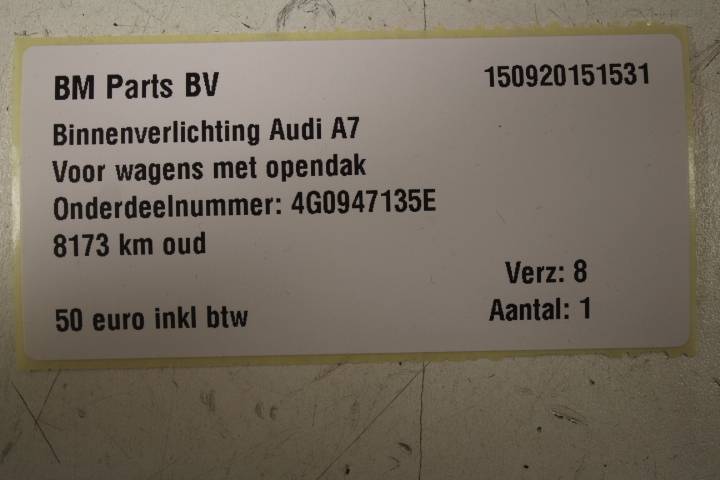 BM Parts BV 150920151531
Binnenverlichting Audi A7
Voor wagens met opendak
Onderdeelnummer: 4G0947135E
8173 km oud
Verz: 8
50 euro inkl btw Aantal: 1